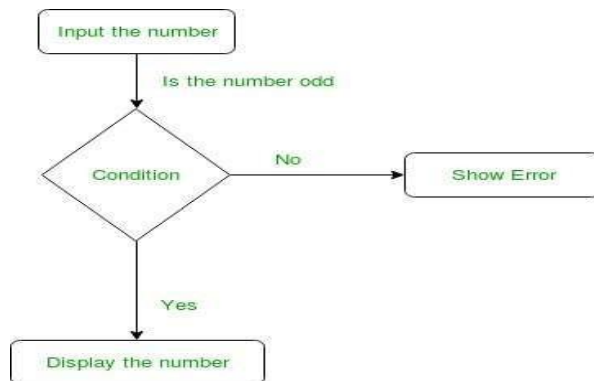 Input the number
Is the number odd
Condition
No
Show Error
Yes
Display the number